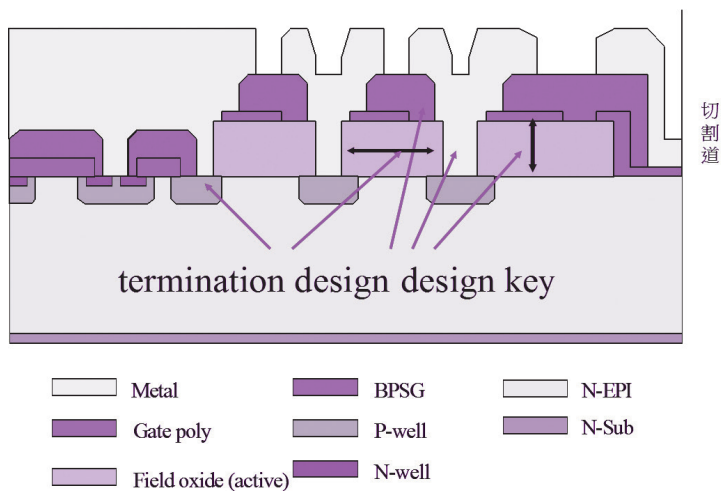 切割道
termination design design key
Metal
BPSG
N-EPI
Gate poly
P-well
N-Sub
Field oxide (active)
N-well